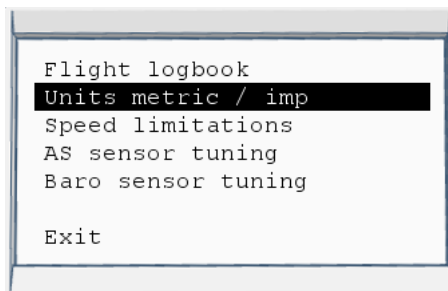 Flight logbook
Units metric / imp
Speed limitations
AS sensor tuning
Baro sensor tuning
Exit